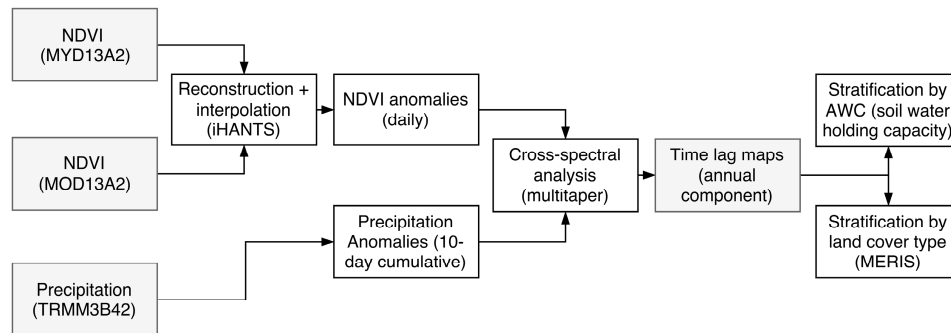 NDVI
(MYD13A2)
Reconstruction +
interpolation
(iHANTS)
NDVI
(MOD13A2)
NDVI anomalies
(daily)
Precipitation
(TRMM3B42)
Precipitation
Anomalies (10-
day cumulative)
Cross-spectral
analysis
(multitaper)
Time lag maps
(annual
component)
Stratification by
AWC (soil water
holding capacity)
Stratification by
land cover type
(MERIS)